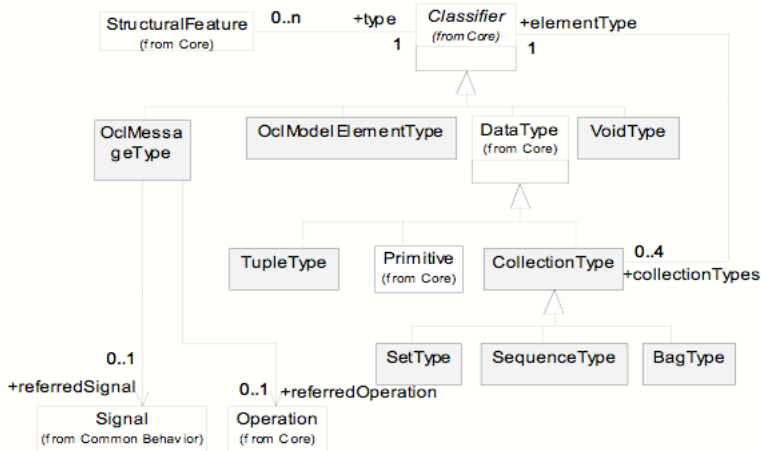 StructuralFeature
(from Core)
0..n
+type
1
Classifier
(from Core)
+elementType
1
OclMessa
geType
OclModelElementType
DataType
(from Core)
VoidType
TupleType
Primitive
(from Core)
CollectionType
0..4
+collectionTypes
SetType
SequenceType
BagType
0..1
+referredSignal
0..1
+referredOperation
Signal
(from Common Behavior)
Operation
(from Core)